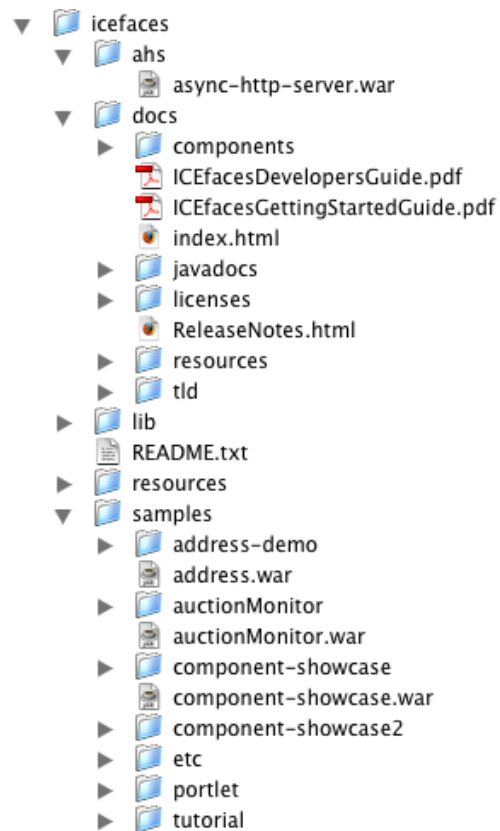 icefaces
ahs
async-http-server.war
docs
components
ICEfacesDevelopersGuide.pdf
ICEfacesGettingStartedGuide.pdf
index.html
javadocs
licenses
ReleaseNotes.html
resources
tld
lib
README.txt
resources
samples
address-demo
address.war
auctionMonitor
auctionMonitor.war
component-showcase
component-showcase.war
component-showcase2
etc
portlet
tutorial